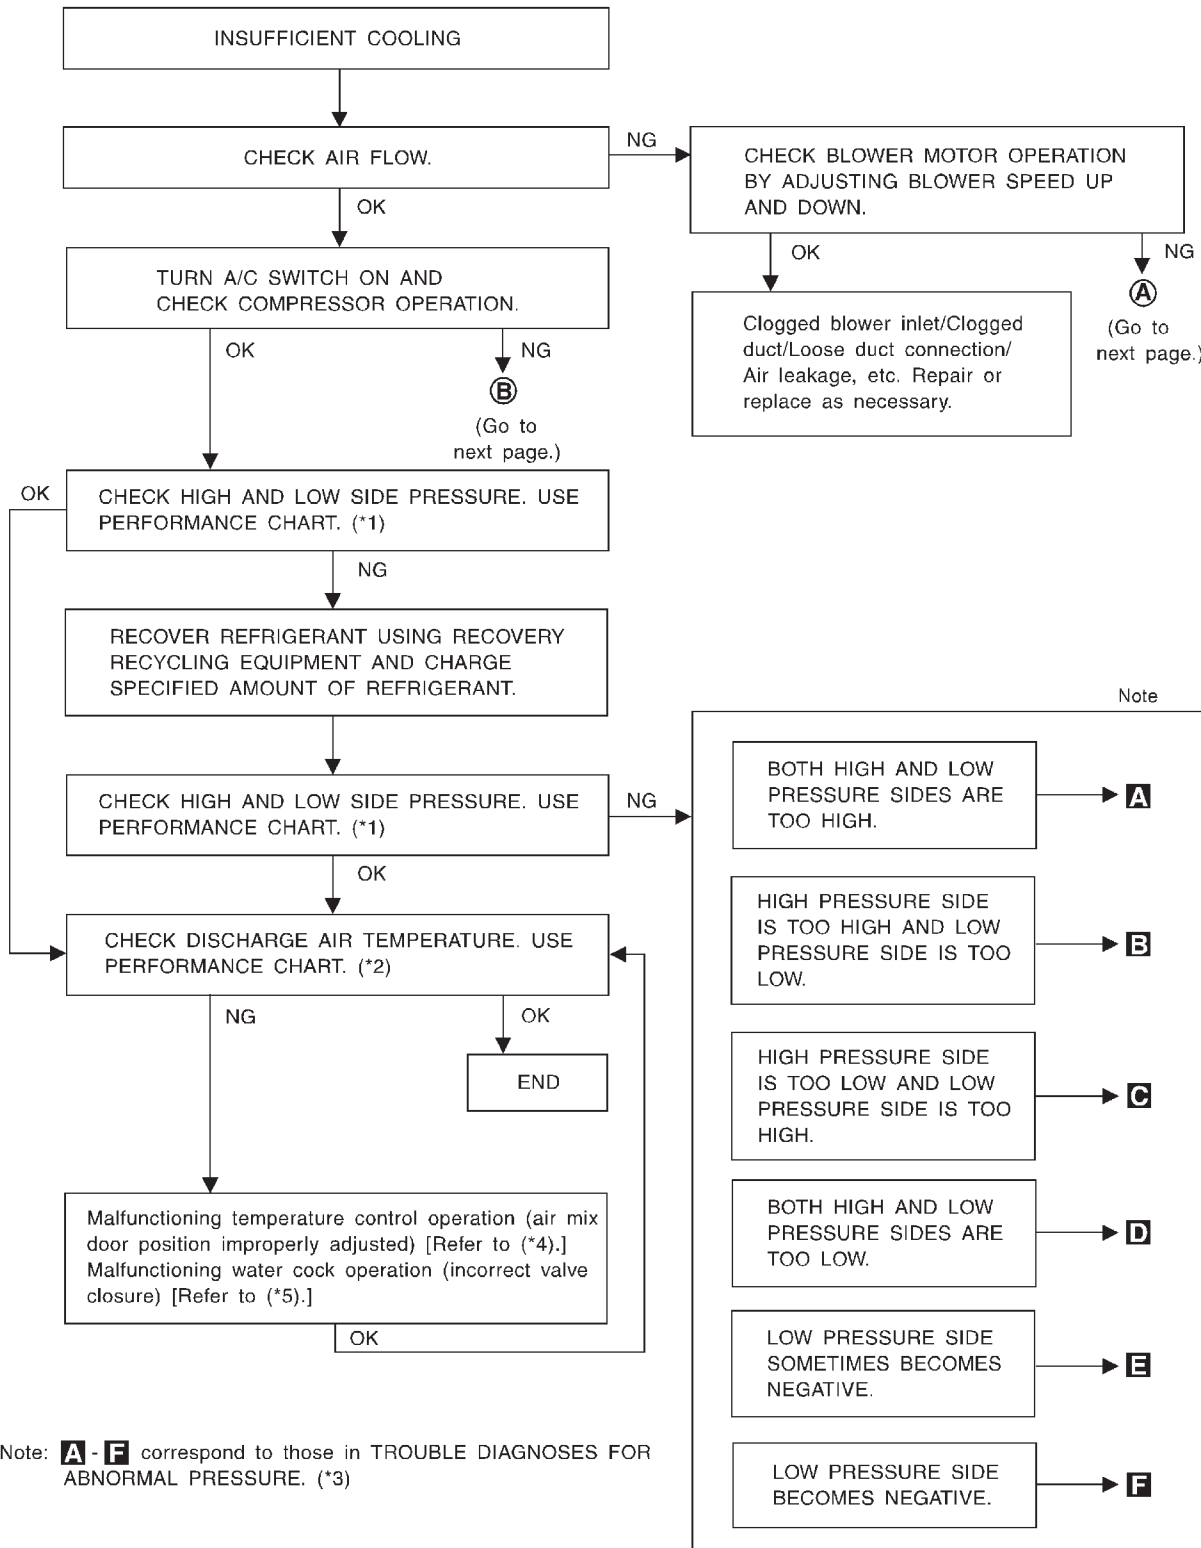 INSUFFICIENT COOLING
CHECK AIR FLOW.
NG
CHECK BLOWER MOTOR OPERATION
BY ADJUSTING BLOWER SPEED UP
AND DOWN.
OK
OK
NG
TURN A/C SWITCH ON AND
CHECK COMPRESSOR OPERATION.
Clogged blower inlet/Clogged
duct/Loose duct connection/
Air leakage, etc. Repair or
replace as necessary.
A
(Go to
next page.)
OK
NG
B
(Go to
next page.)
OK
CHECK HIGH AND LOW SIDE PRESSURE. USE
PERFORMANCE CHART. (*1)
NG
RECOVER REFRIGERANT USING RECOVERY
RECYCLING EQUIPMENT AND CHARGE
SPECIFIED AMOUNT OF REFRIGERANT.
CHECK HIGH AND LOW SIDE PRESSURE. USE
PERFORMANCE CHART. (*1)
NG
OK
CHECK DISCHARGE AIR TEMPERATURE. USE
PERFORMANCE CHART. (*2)
NG
OK
END
Malfunctioning temperature control operation (air mix
door position improperly adjusted) [Refer to (*4).]
Malfunctioning water cock operation (incorrect valve
closure) [Refer to (*5).]
OK
Note
BOTH HIGH AND LOW
PRESSURE SIDES ARE
TOO HIGH.
A
HIGH PRESSURE SIDE
IS TOO HIGH AND LOW
PRESSURE SIDE IS TOO
LOW.
B
HIGH PRESSURE SIDE
IS TOO LOW AND LOW
PRESSURE SIDE IS TOO
HIGH.
C
BOTH HIGH AND LOW
PRESSURE SIDES ARE
TOO LOW.
D
LOW PRESSURE SIDE
SOMETIMES BECOMES
NEGATIVE.
E
LOW PRESSURE SIDE
BECOMES NEGATIVE.
F
Note: A - F correspond to those in TROUBLE DIAGNOSES FOR
ABNORMAL PRESSURE. (*3)